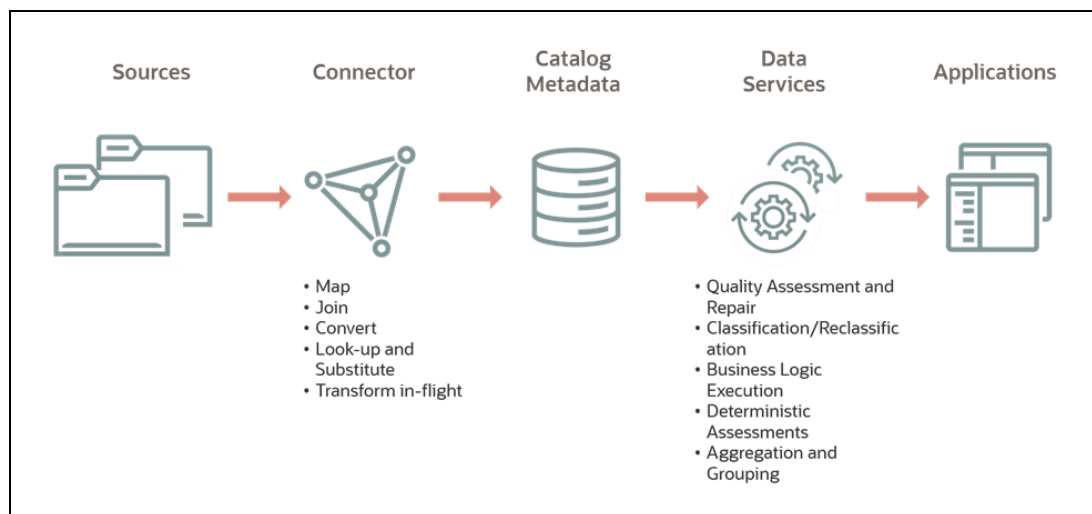 Sources
Connector
Catalog
Metadata
Data
Services
Applications
• Map
• Join
• Convert
• Look-up and
Substitute
• Transform in-flight
• Quality Assessment and
Repair
• Classification/Reclassific
ation
• Business Logic
Execution
• Deterministic
Assessments
• Aggregation and
Grouping